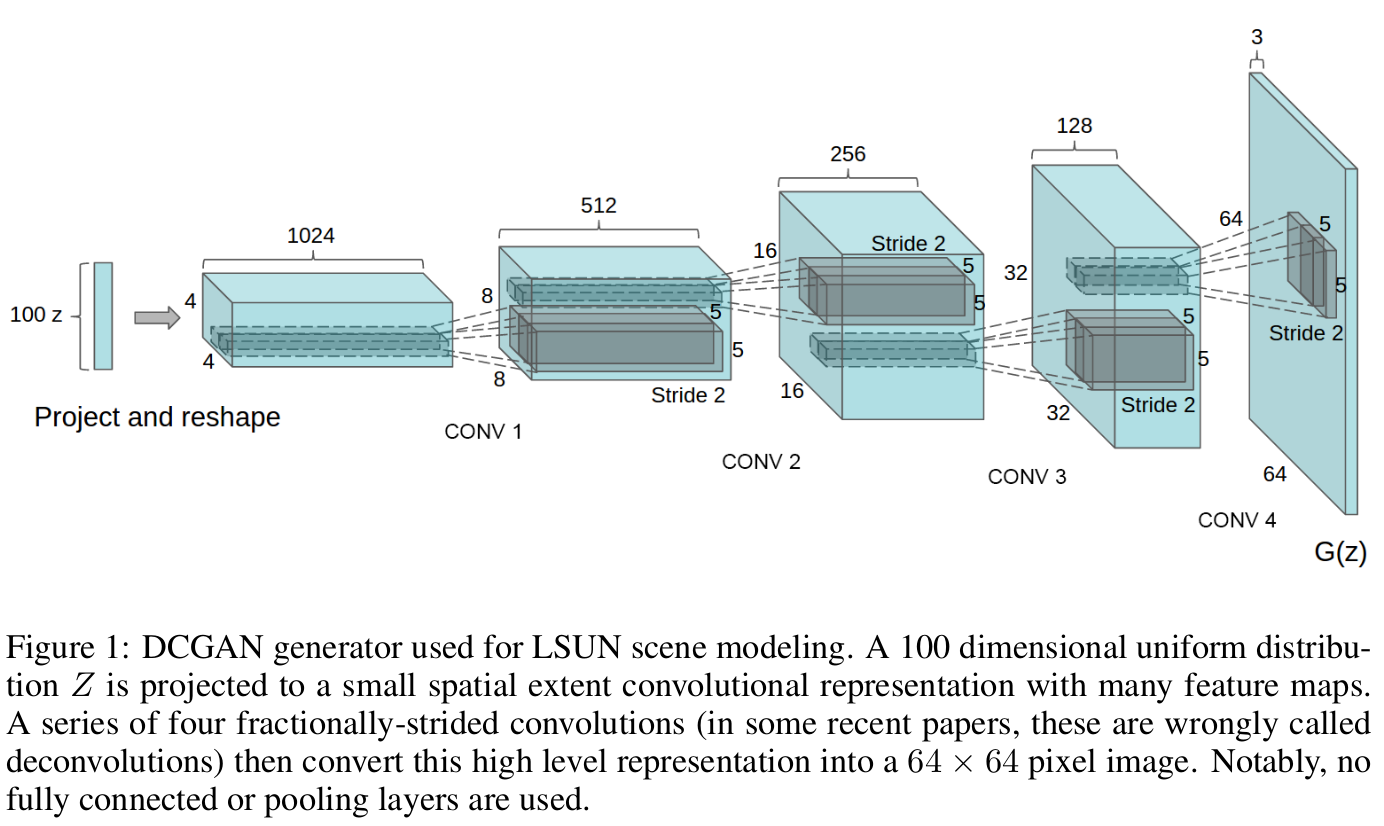 3
128
256
64
5
512
Stride 2
16
5
1024
32
5
8
5
5
4
5
5
100 z
Stride 2
5
5
4
8
16
Stride 2
Stride 2
32
Project and reshape
CONV 1
CONV 2
CONV 3
64
CONV 4
G(z)
Figure 1: DCGAN generator used for LSUN scene modeling. A 100 dimensional uniform distribu-
tion Z is projected to a small spatial extent convolutional representation with many feature maps.
A series of four fractionally-strided convolutions (in some recent papers, these are wrongly called
deconvolutions) then convert this high level representation into a 64 × 64 pixel image. Notably, no
fully connected or pooling layers are used.